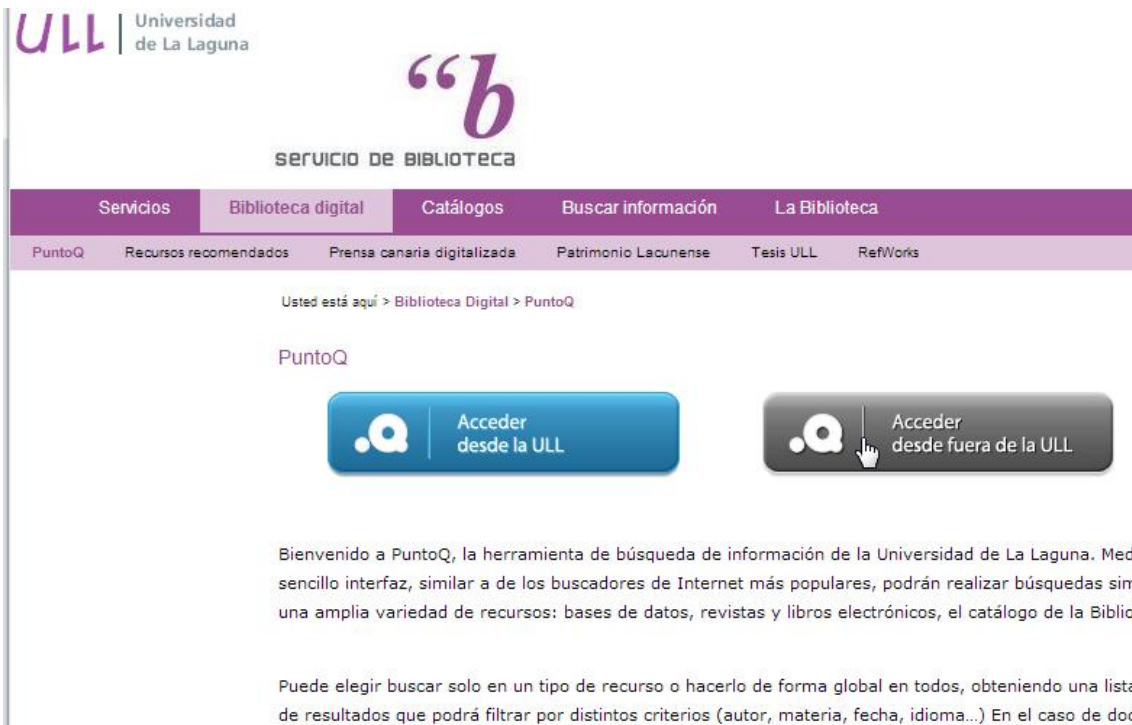 ULL Universidad
de La Laguna
“b
servicio de biblioteca
Servicios Biblioteca digital Catálogos Buscar información La Biblioteca
PuntoQ Recursos recomendados Prensa canaria digitalizada Patrimonio Lacunense Tesis ULL RefWorks
Usted está aquí > Biblioteca Digital > PuntoQ
PuntoQ
.Q Acceder
desde la ULL
.Q Acceder
desde fuera de la ULL
Bienvenido a PuntoQ, la herramienta de búsqueda de información de la Universidad de La Laguna. Med
sencillo interfaz, similar a de los buscadores de Internet más populares, podrán realizar búsquedas sim
una amplia variedad de recursos: bases de datos, revistas y libros electrónicos, el catálogo de la Biblio
Puede elegir buscar solo en un tipo de recurso o hacerlo de forma global en todos, obteniendo una lista
de resultados que podrá filtrar por distintos criterios (autor, materia, fecha, idioma...) En el caso de doc